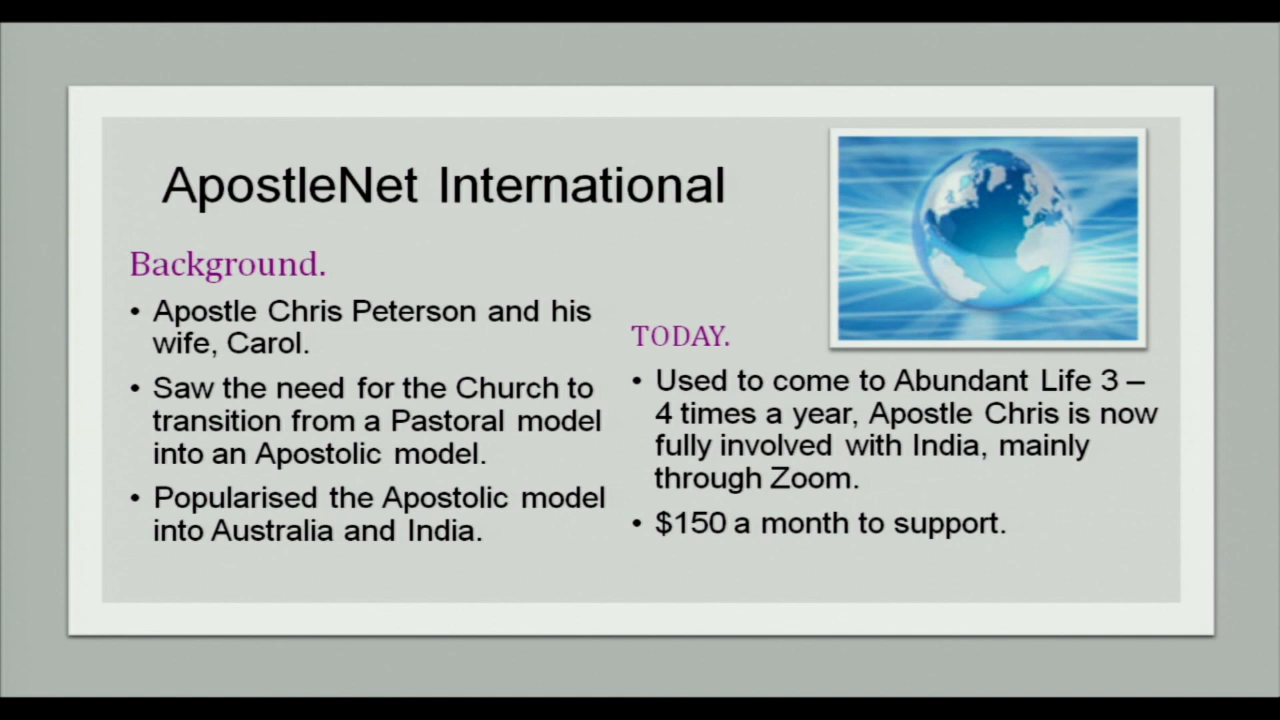 ApostleNet International
Background.
• Apostle Chris Peterson and his
wife, Carol.
• Saw the need for the Church to
transition from a Pastoral model
into an Apostolic model.
• Popularised the Apostolic model
into Australia and India.
TODAY.
• Used to come to Abundant Life 3 –
4 times a year, Apostle Chris is now
fully involved with India, mainly
through Zoom.
• $150 a month to support.